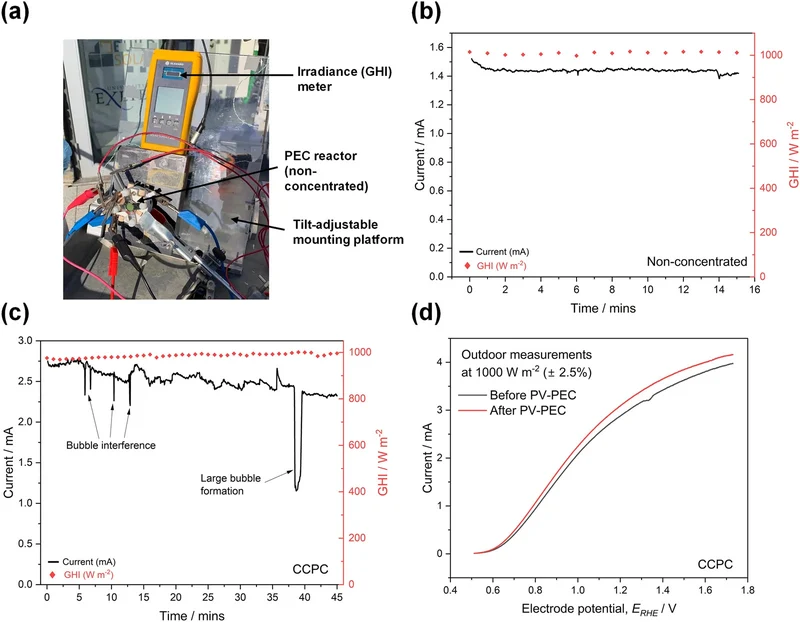 (a)
Irradiance (GHI)
meter
PEC reactor
(non-
concentrated)
Tilt-adjustable
mounting platform
(b)
1.6
1.4
1.2
1.0
0.8
0.6
0.4
0.2
0.0
Current / mA
1000
800
600
400
200
0
GHI / W m-2
Current (mA)
GHI (W m-2)
Non-concentrated
0 2 4 6 8 10 12 14 16
Time / mins
(c)
3.0
2.5
2.0
1.5
1.0
0.5
0.0
Current / mA
1000
800
600
400
200
0
GHI / W m-2
Bubble interference
Large bubble
formation
Current (mA)
GHI (W m-2)
CCPC
0 5 10 15 20 25 30 35 40 45
Time / mins
(d)
4
3
2
1
0
Current / mA
Outdoor measurements
at 1000 W m-2 (± 2.5%)
Before PV-PEC
After PV-PEC
CCPC
0.4 0.6 0.8 1.0 1.2 1.4 1.6 1.8
Electrode potential, ERHE / V